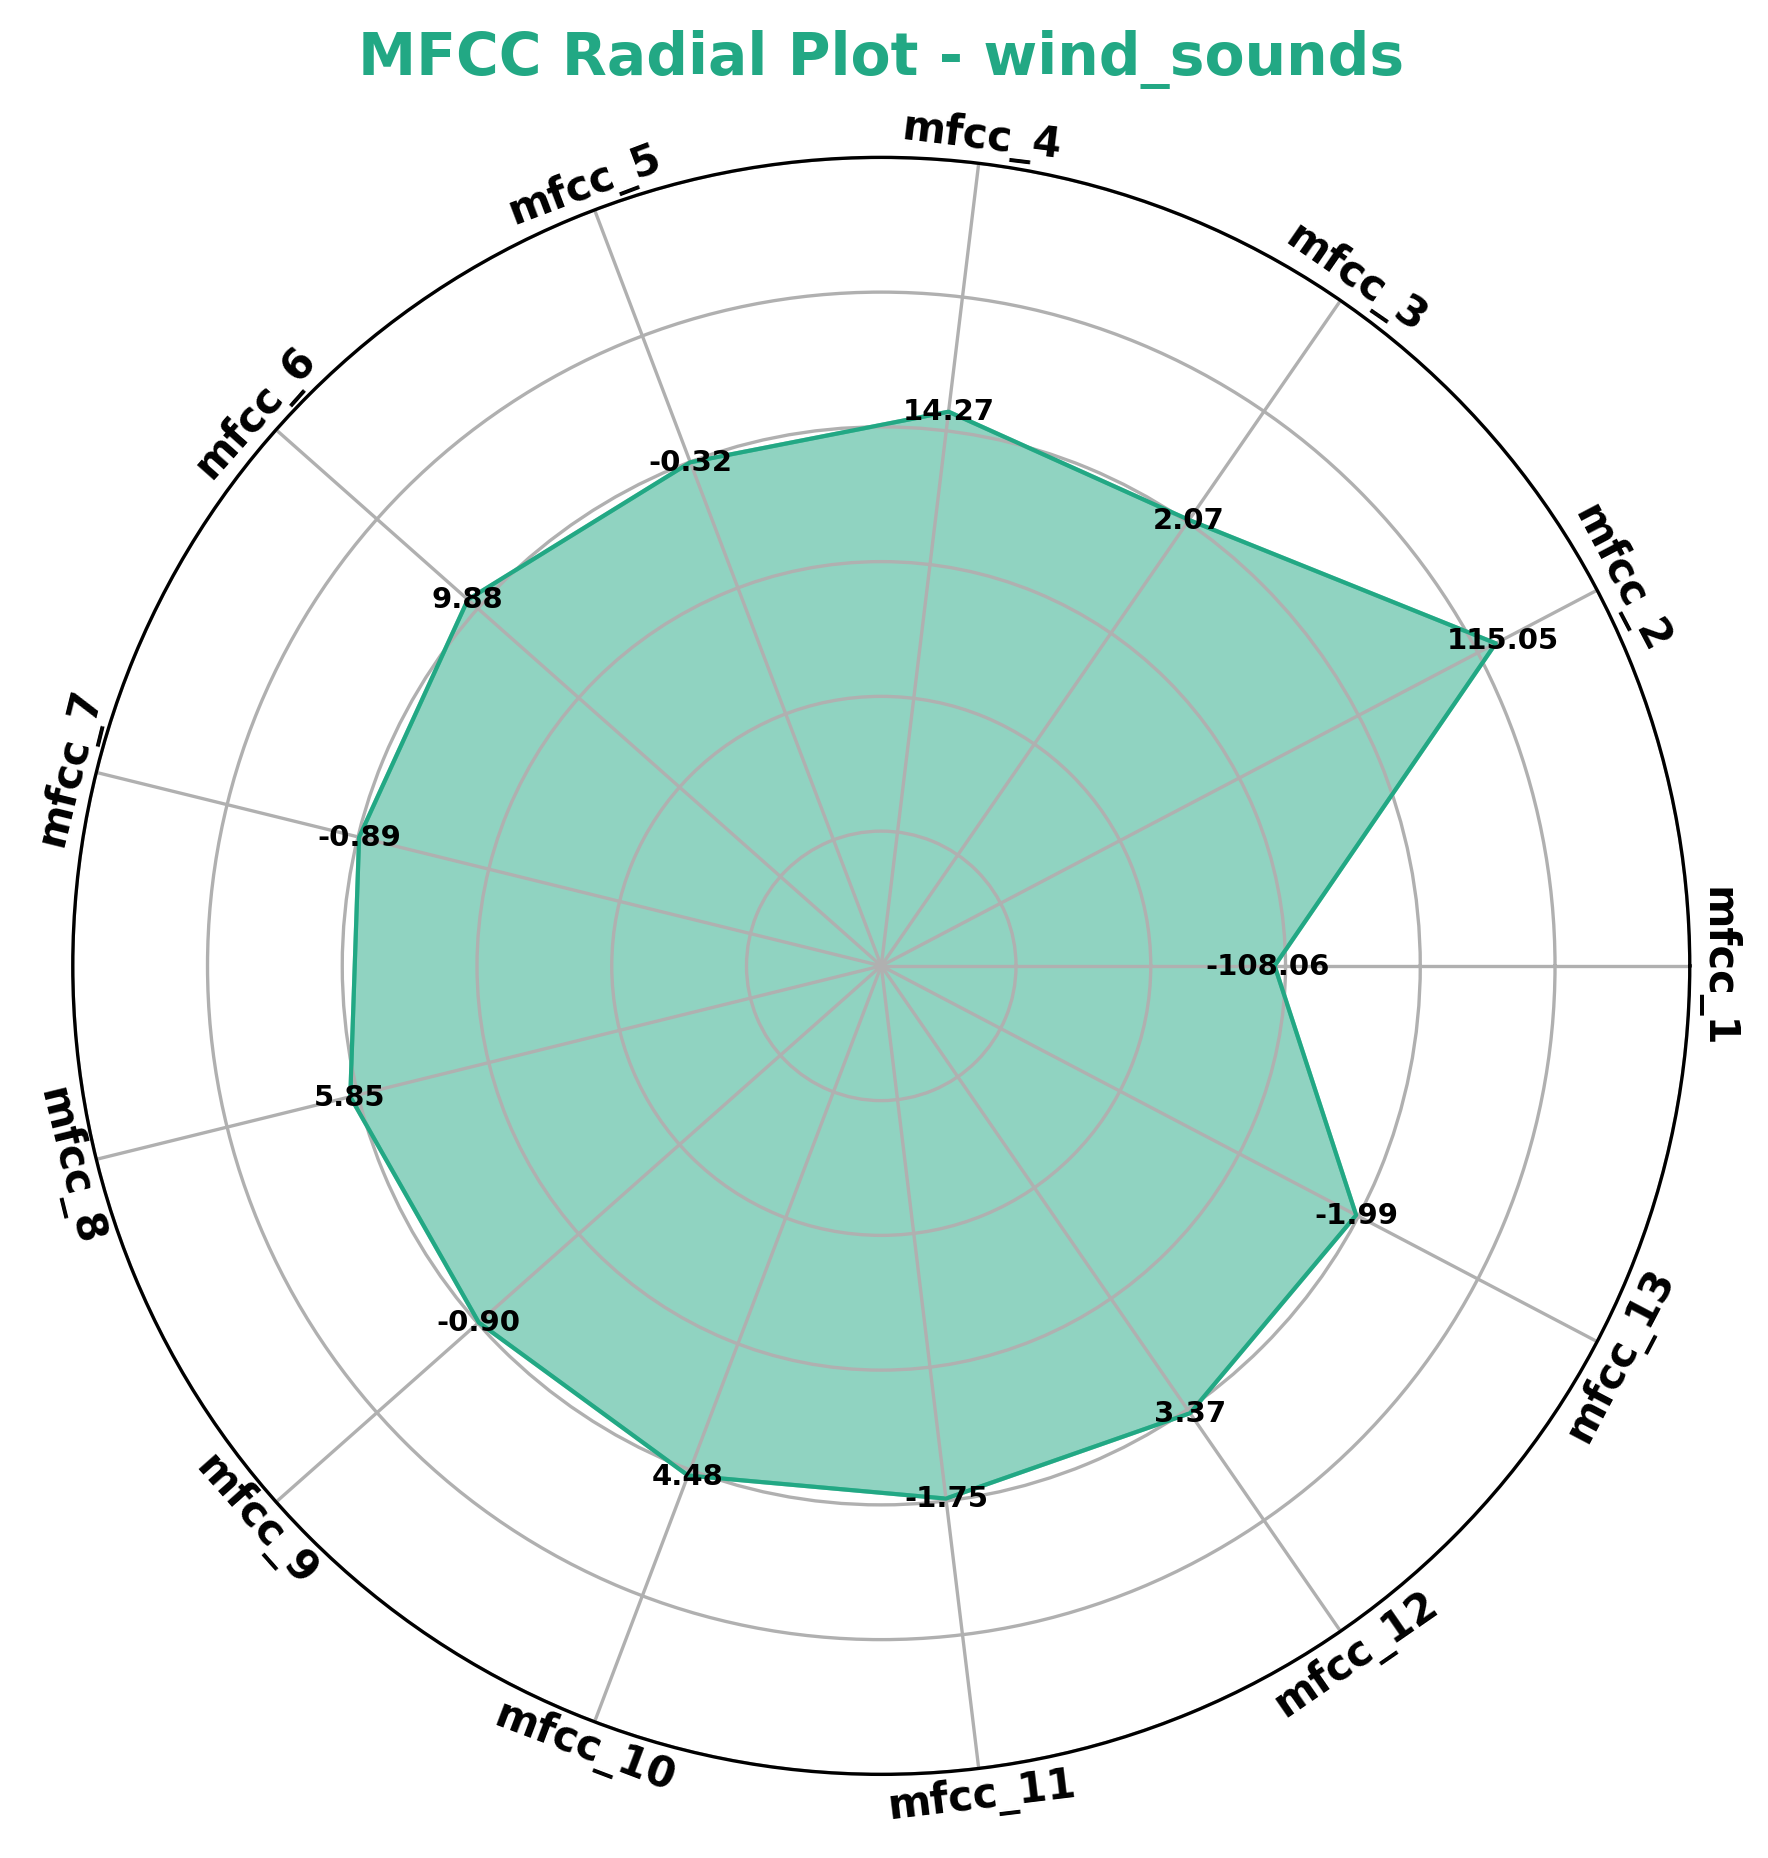 MFCC Radial Plot - wind_sounds
mfcc_4
mfcc_5
mfcc_3
mfcc_6
14.27
-0.32
2.07
mfcc_2
9.88
115.05
mfcc_7
-0.89
mfcc_1
-108.06
5.85
mfcc_8
-1.99
-0.90
mfcc_13
3.37
4.48
-1.75
mfcc_9
mfcc_12
mfcc_10
mfcc_11